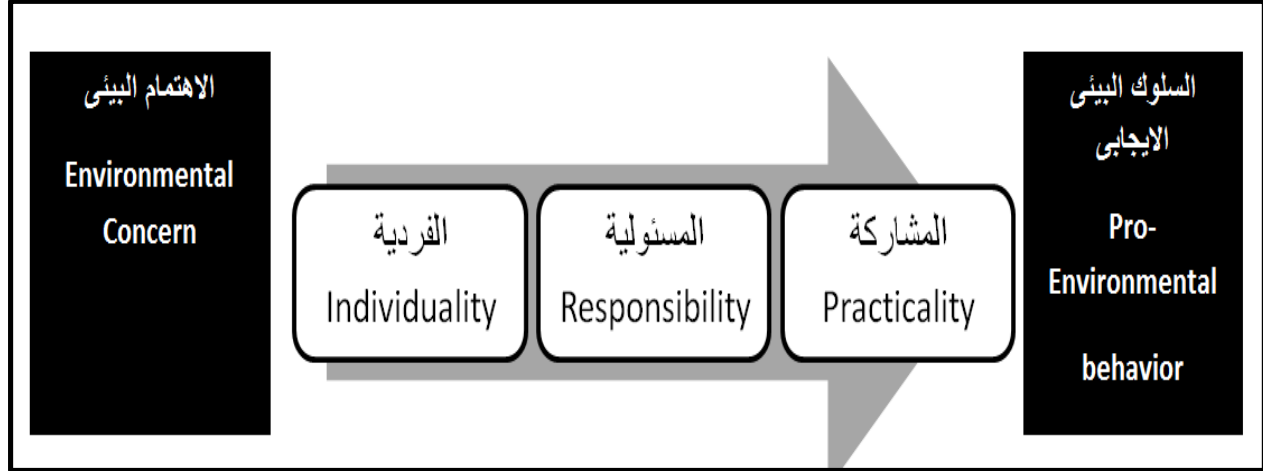 الاهتمام البيئى
Environmental
Concern
الفردية
Individuality
المسئولية
Responsibility
المشاركة
Practicality
السلوك البيئى
الايجابى
Pro-
Environmental
behavior